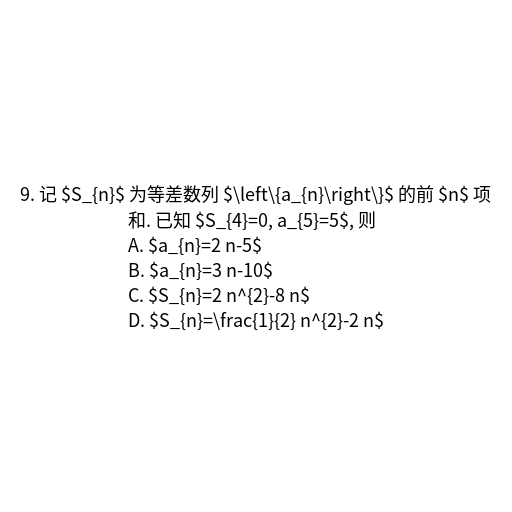 9. 记 $S_{n}$ 为等差数列 $\left\{a_{n}\right\}$ 的前 $n$ 项
和. 已知 $S_{4}=0, a_{5}=5$, 则
A. $a_{n}=2 n-5$
B. $a_{n}=3 n-10$
C. $S_{n}=2 n^{2}-8 n$
D. $S_{n}=\frac{1}{2} n^{2}-2 n$